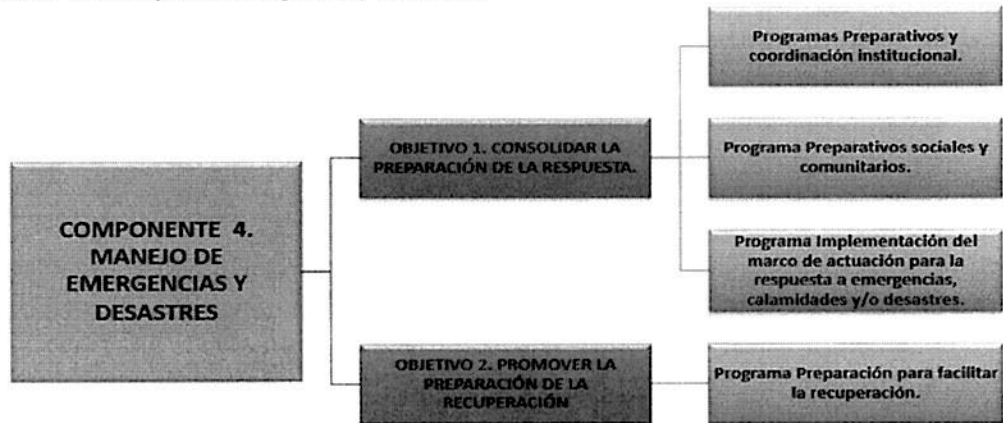 COMPONENTE 4.
MANEJO DE
EMERGENCIAS Y
DESASTRES
OBJETIVO 1. CONSOLIDAR LA
PREPARACIÓN DE LA RESPUESTA.
Programas Preparativos y
coordinación institucional.
Programa Preparativos sociales y
comunitarios.
Programa Implementación del
marco de actuación para la
respuesta a emergencias,
calamidades y/o desastres.
OBJETIVO 2. PROMOVER LA
PREPARACIÓN DE LA
RECUPERACIÓN
Programa Preparación para facilitar
la recuperación.